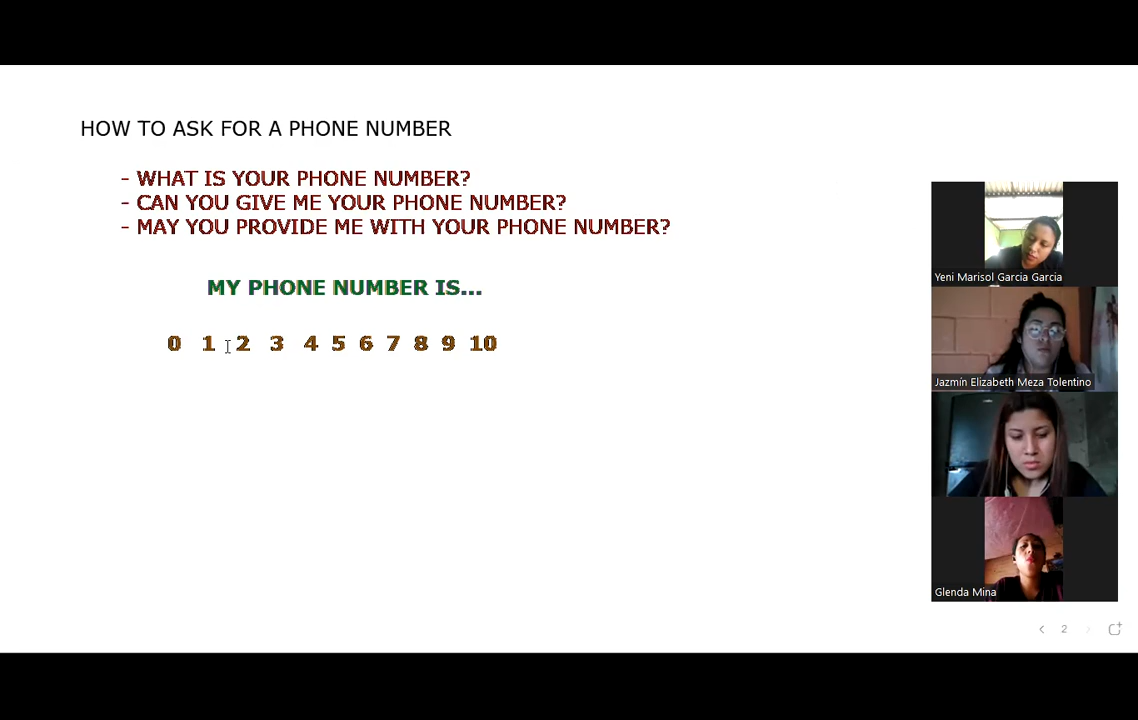 HOW TO ASK FOR A PHONE NUMBER
- WHAT IS YOUR PHONE NUMBER?
- CAN YOU GIVE ME YOUR PHONE NUMBER?
- MAY YOU PROVIDE ME WITH YOUR PHONE NUMBER?
MY PHONE NUMBER IS...
0 1 2 3 4 5 6 7 8 9 10
Yeni Marisol Garcia Garcia
Jazmín Elizabeth Meza Tolentino
Glenda Mina
2